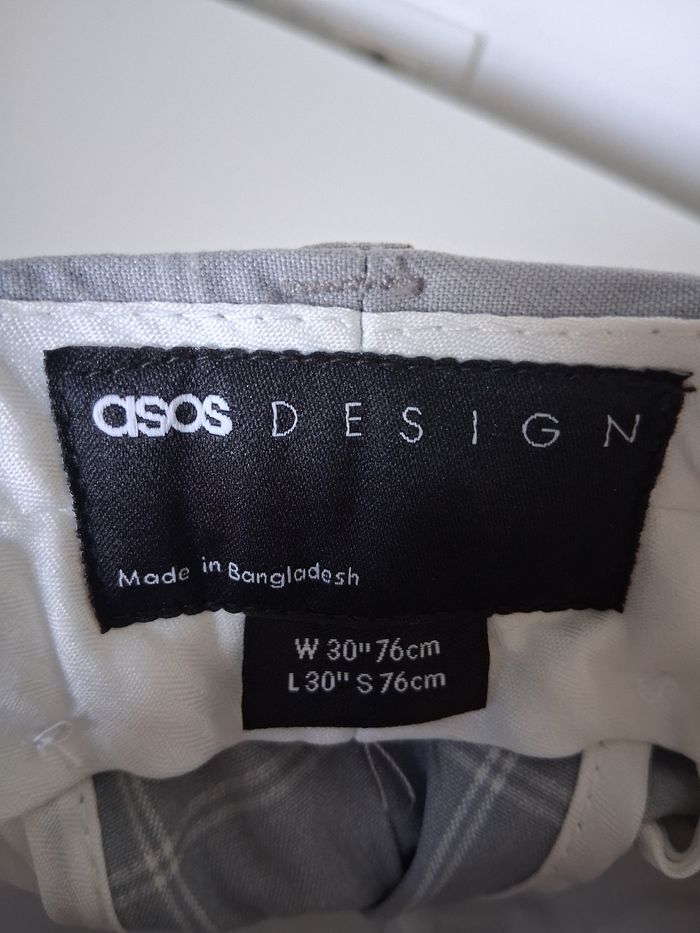 asos DESIGN
Made in Bangladesh
W 30" 76cm
L 30" S 76cm